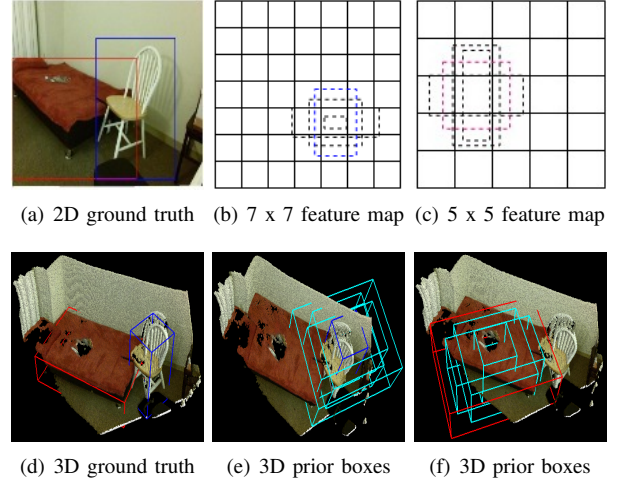 (a) 2D ground truth (b) 7 x 7 feature map (c) 5 x 5 feature map
(d) 3D ground truth (e) 3D prior boxes (f) 3D prior boxes